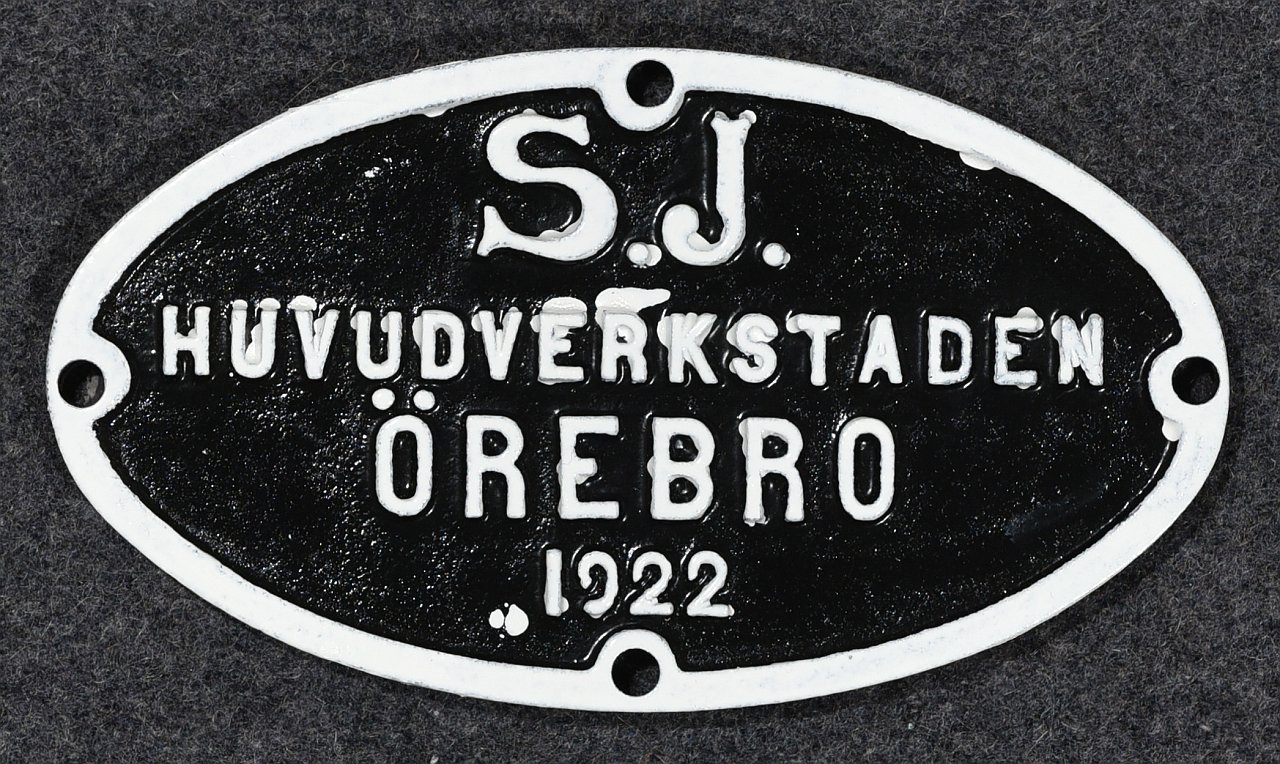 S.J.
HUVUDVERKSTADEN
ÖREBRO
1922